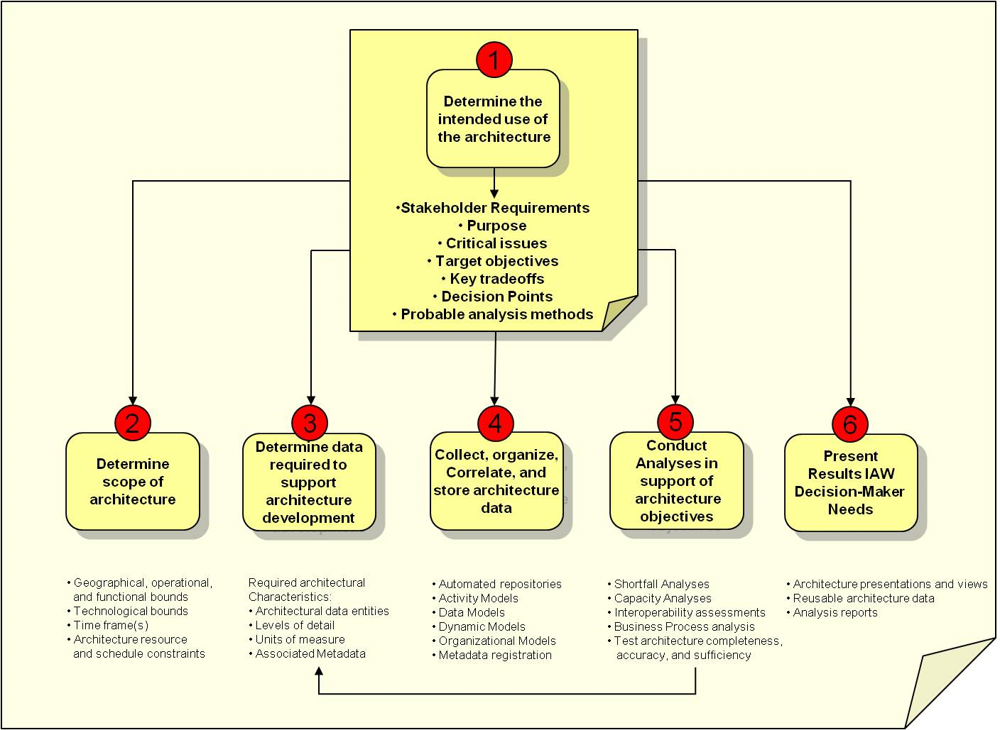 1
Determine the
intended use of
the architecture
•Stakeholder Requirements
• Purpose
• Critical issues
• Target objectives
• Key tradeoffs
• Decision Points
• Probable analysis methods
2
Determine
scope of
architecture
• Geographical, operational,
and functional bounds
• Technological bounds
• Time frame(s)
• Architecture resource
and schedule constraints
3
Determine data
required to
support
architecture
development
Required architectural
Characteristics:
• Architectural data entities
• Levels of detail
• Units of measure
• Associated Metadata
4
Collect, organize,
Correlate, and
store architecture
data
• Automated repositories
• Activity Models
• Data Models
• Dynamic Models
• Organizational Models
• Metadata registration
5
Conduct
Analyses in
support of
architecture
objectives
• Shortfall Analyses
• Capacity Analyses
• Interoperability assessments
• Business Process analysis
• Test architecture completeness,
accuracy, and sufficiency
6
Present
Results IAW
Decision-Maker
Needs
• Architecture presentations and views
• Reusable architecture data
• Analysis reports